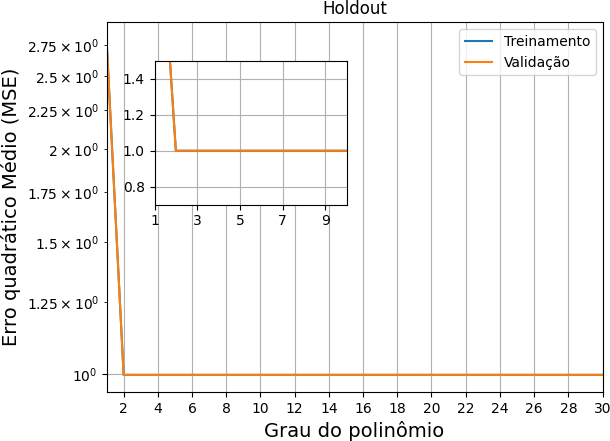 Holdout
Treinamento
Validação
Erro quadrático Médio (MSE)
2.75 × 10⁰
2.5 × 10⁰
2.25 × 10⁰
2 × 10⁰
1.75 × 10⁰
1.5 × 10⁰
1.25 × 10⁰
10⁰
1.4
1.2
1.0
0.8
1 3 5 7 9
2 4 6 8 10 12 14 16 18 20 22 24 26 28 30
Grau do polinômio